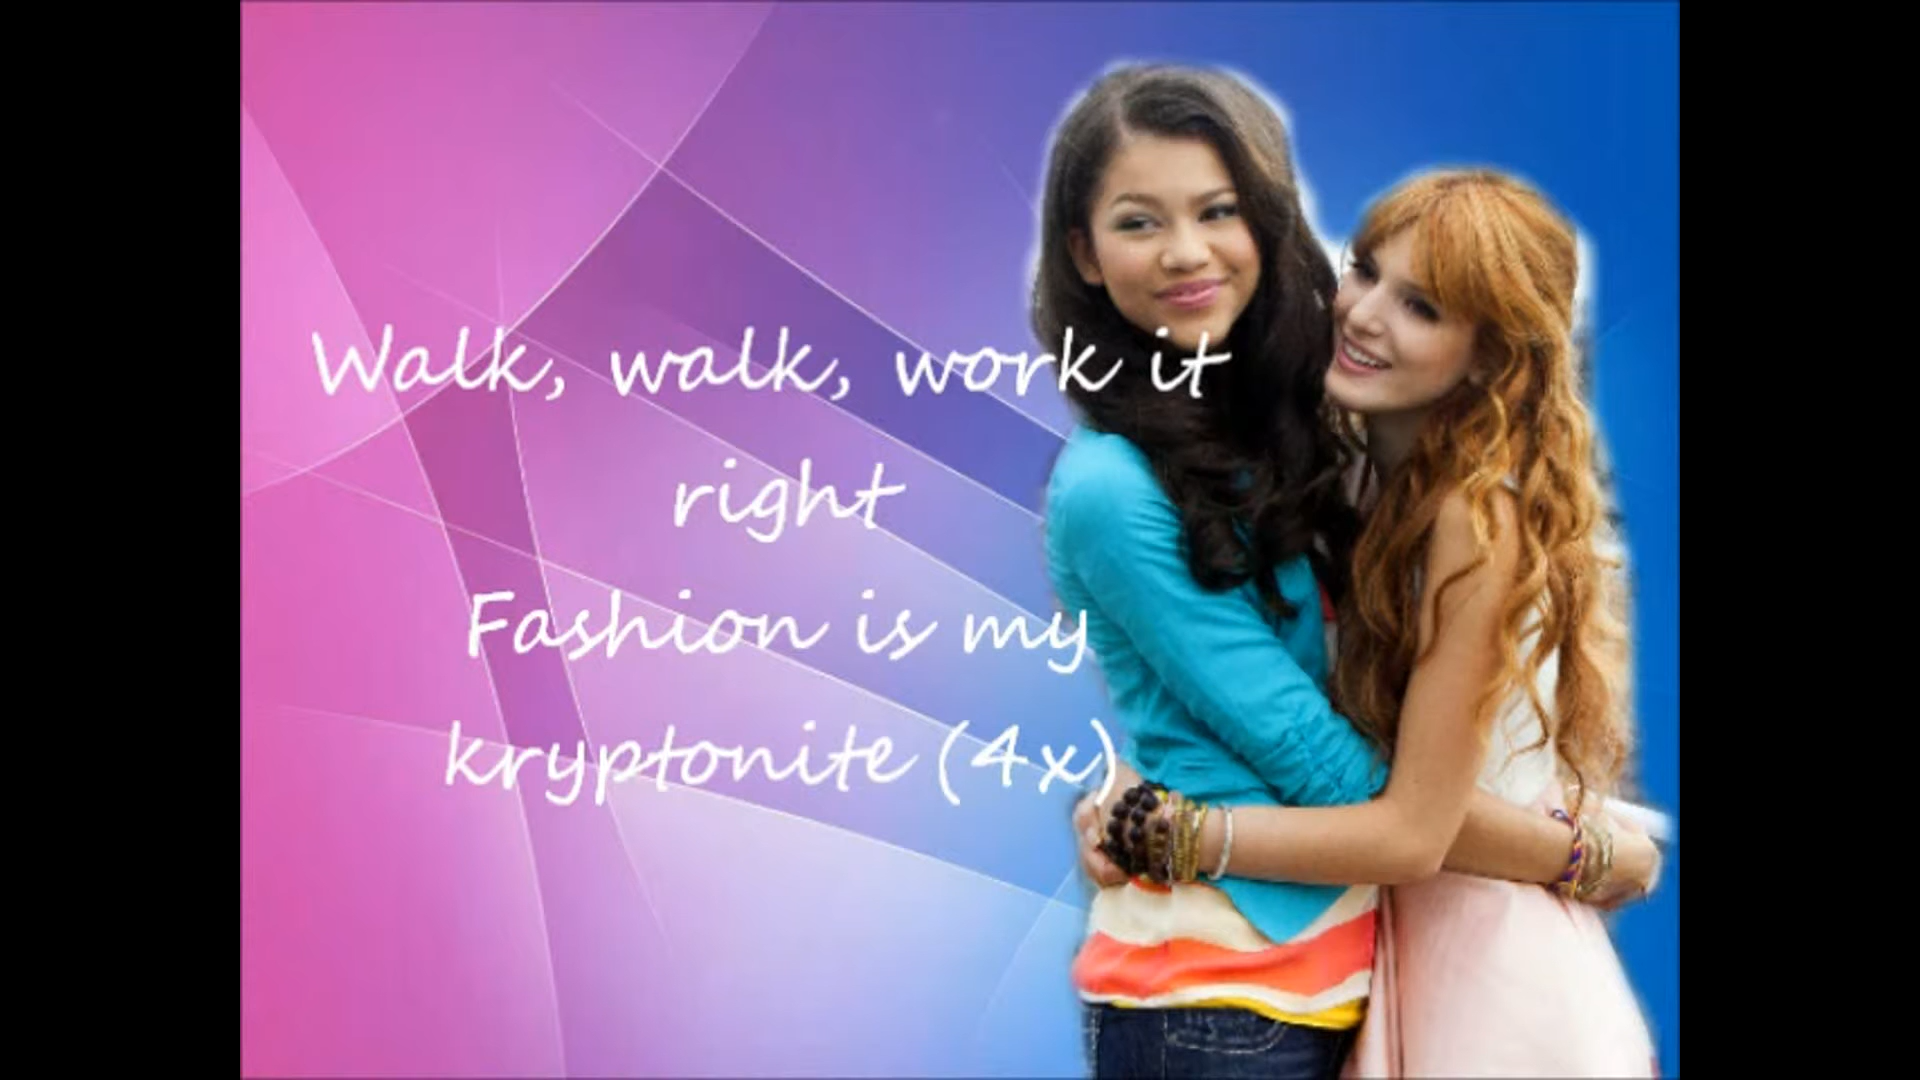 Walk, walk, work it
right
Fashion is my
kryptonite (4x)